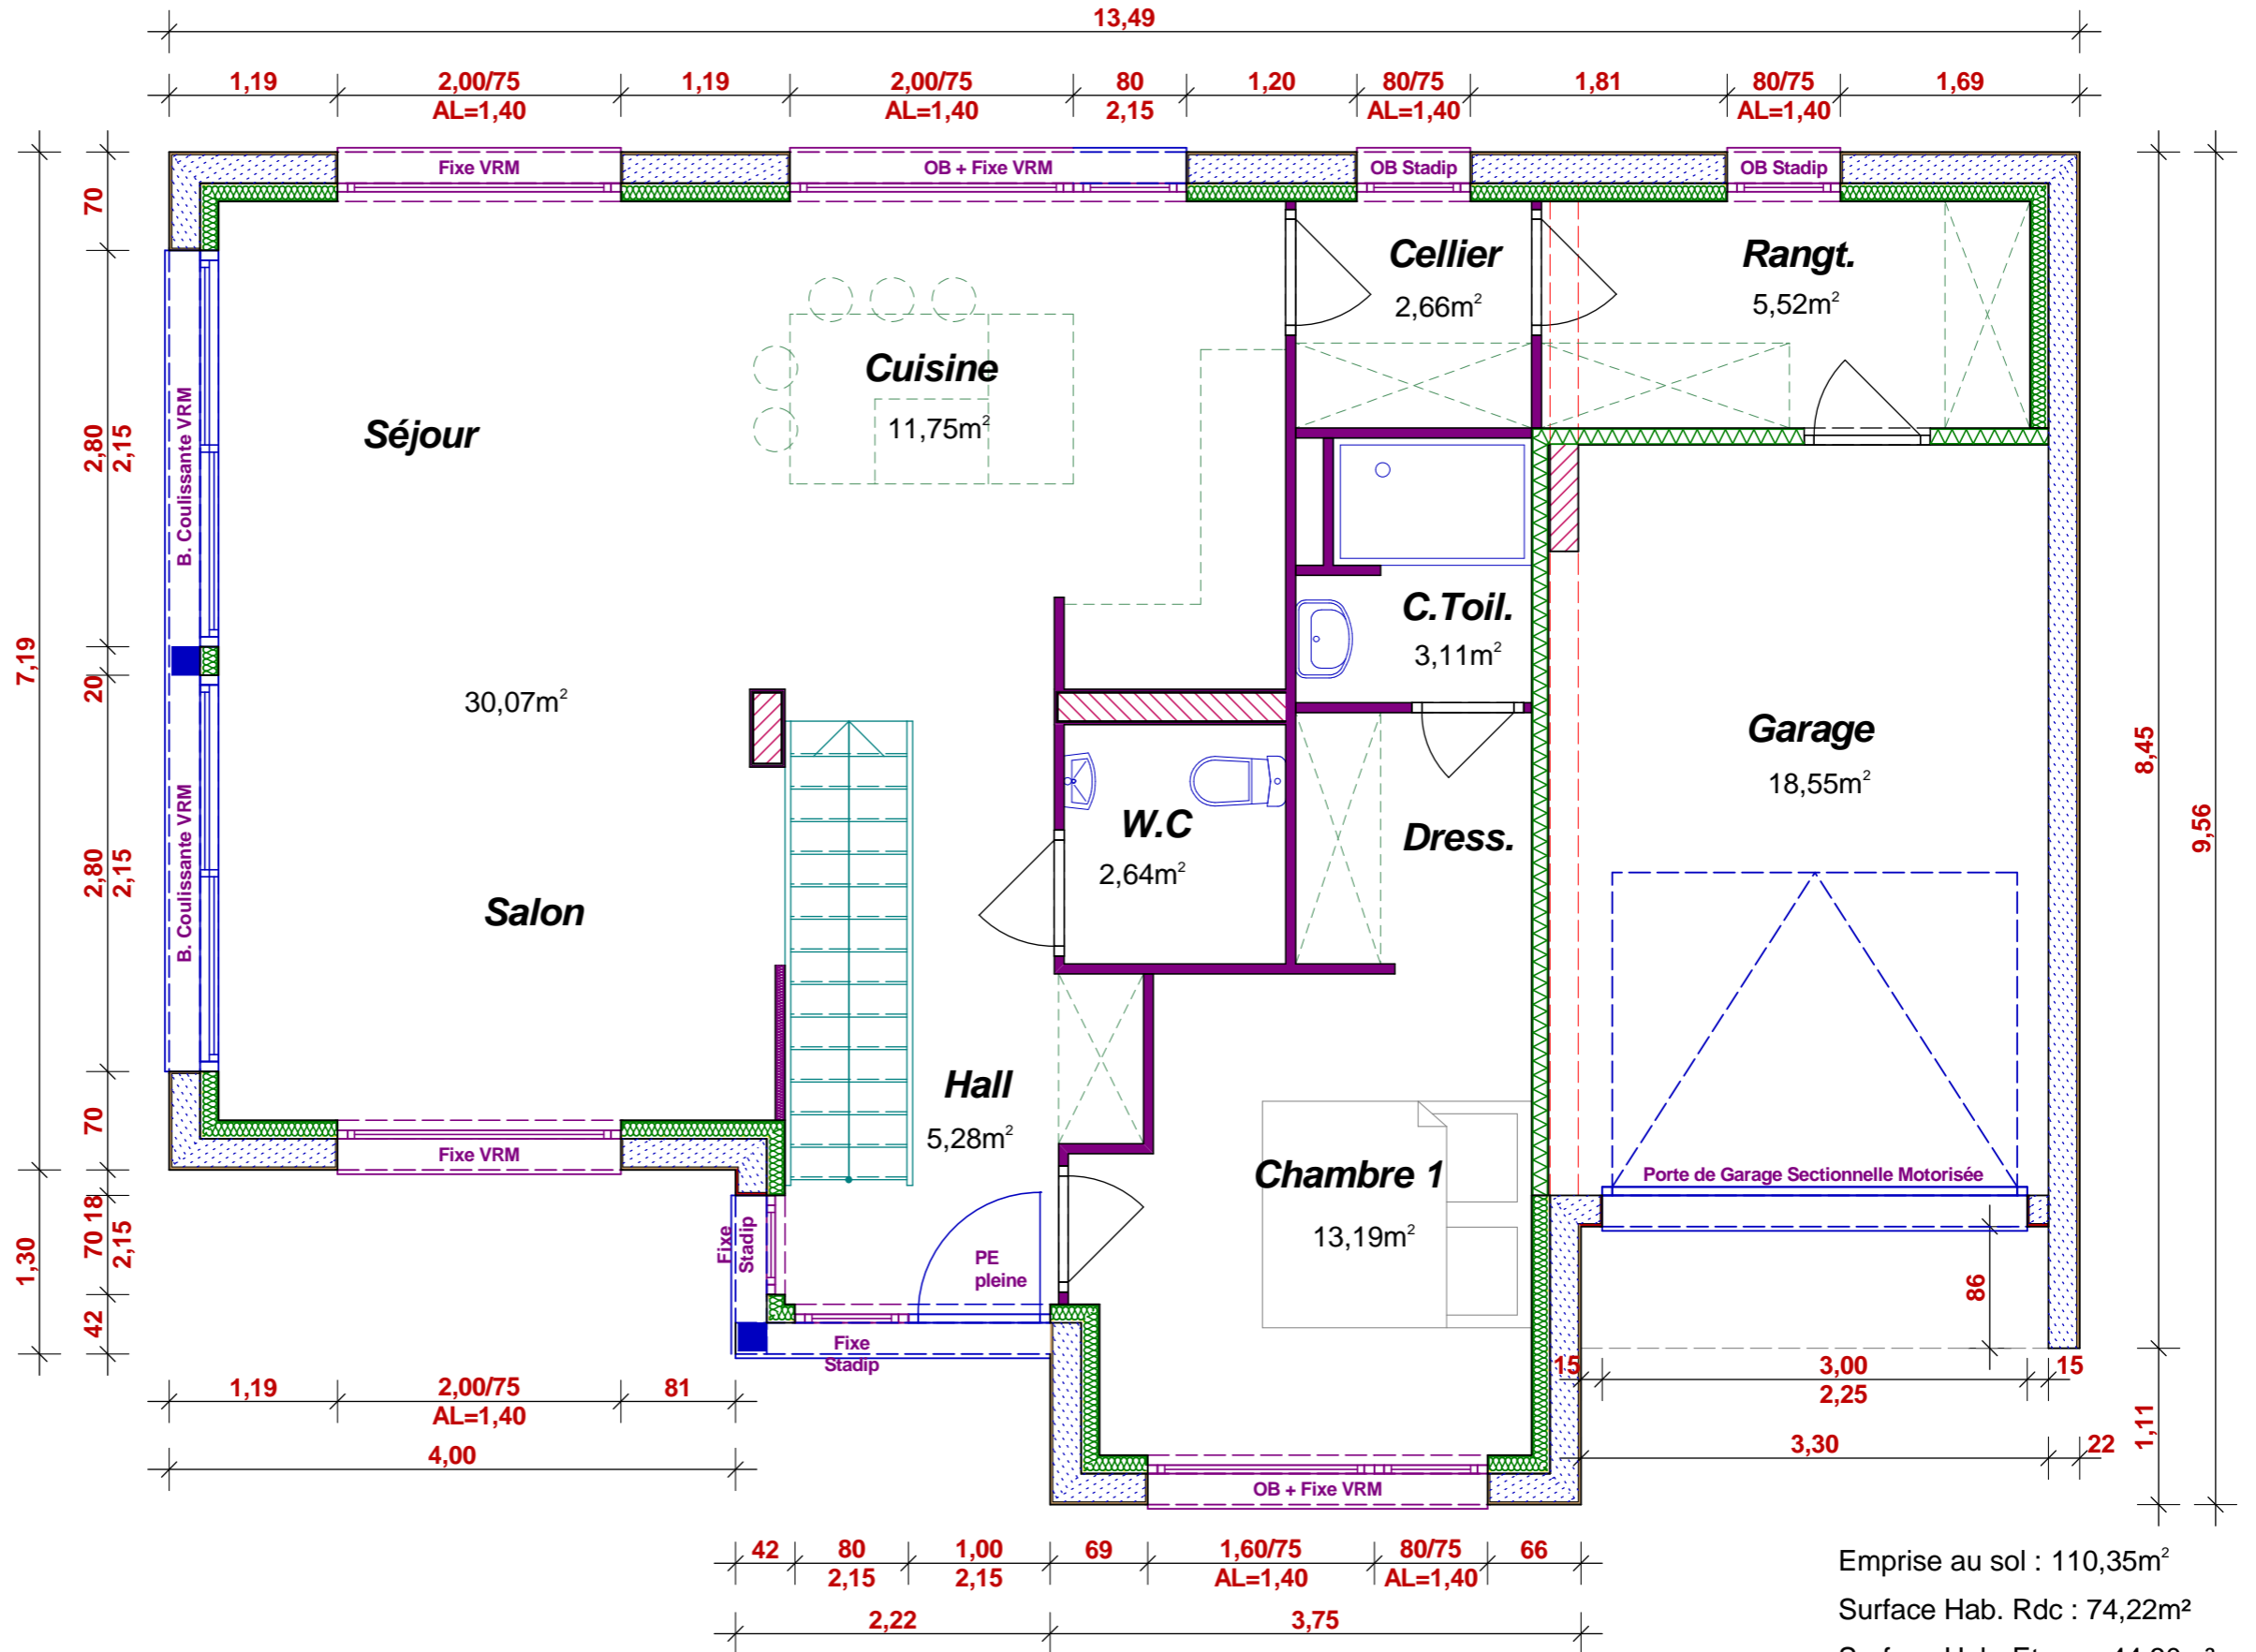 13,49
1,19
2,00/75
AL=1,40
1,19
2,00/75
AL=1,40
80
2,15
1,20
80/75
AL=1,40
1,81
80/75
AL=1,40
1,69
Fixe VRM
OB + Fixe VRM
OB Stadip
OB Stadip
70
2,80
2,15
20
2,80
2,15
70
18
70
2,15
42
7,19
1,30
B. Coulissante VRM
B. Coulissante VRM
Séjour
30,07m²
Salon
Cuisine
11,75m²
Cellier
2,66m²
Rangt.
5,52m²
C.Toil.
3,11m²
W.C
2,64m²
Dress.
Garage
18,55m²
Porte de Garage Sectionnelle Motorisée
Hall
5,28m²
Chambre 1
13,19m²
Fixe VRM
Fixe
Stadip
PE
pleine
Fixe
Stadip
OB + Fixe VRM
8,45
9,56
1,11
86
15
3,00
2,25
15
3,30
22
1,19
2,00/75
AL=1,40
81
4,00
42
80
2,15
1,00
2,15
69
1,60/75
AL=1,40
80/75
AL=1,40
66
2,22
3,75
Emprise au sol : 110,35m²
Surface Hab. Rdc : 74,22m²